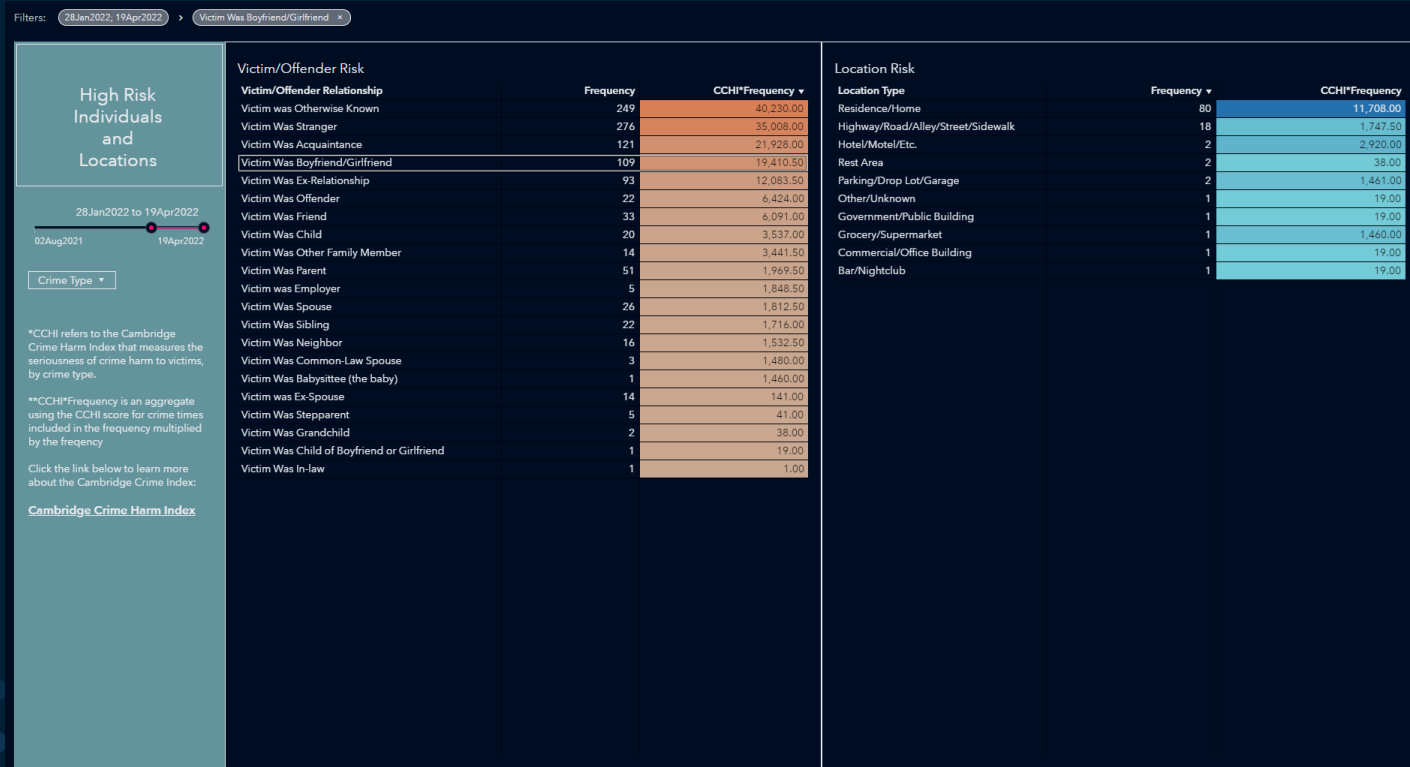 Filters: 28Jan2022; 19Apr2022 > Victim Was Boyfriend/Girlfriend ×
High Risk
Individuals
and
Locations
28Jan2022 to 19Apr2022
02Aug2021 19Apr2022
Crime Type ▼
*CCHI refers to the Cambridge
Crime Harm Index that measures the
seriousness of crime harm to victims,
by crime type.
**CCHI*Frequency is an aggregate
using the CCHI score for crime times
included in the frequency multiplied
by the freqency
Click the link below to learn more
about the Cambridge Crime Index:
Cambridge Crime Harm Index
Victim/Offender Risk
Victim/Offender Relationship Frequency CCHI*Frequency ▼
Victim was Otherwise Known 249 40,230.00
Victim Was Stranger 276 35,008.00
Victim Was Acquaintance 121 21,928.00
Victim Was Boyfriend/Girlfriend 109 19,410.50
Victim Was Ex-Relationship 93 12,083.50
Victim Was Offender 22 6,424.00
Victim Was Friend 33 6,091.00
Victim Was Child 20 3,537.00
Victim Was Other Family Member 14 3,441.50
Victim Was Parent 51 1,969.50
Victim was Employer 5 1,848.50
Victim Was Spouse 26 1,812.50
Victim Was Sibling 22 1,716.00
Victim Was Neighbor 16 1,532.50
Victim Was Common-Law Spouse 3 1,480.00
Victim Was Babysittee (the baby) 1 1,460.00
Victim was Ex-Spouse 14 141.00
Victim Was Stepparent 5 41.00
Victim Was Grandchild 2 38.00
Victim Was Child of Boyfriend or Girlfriend 1 19.00
Victim Was In-law 1 1.00
Location Risk
Location Type Frequency ▼ CCHI*Frequency
Residence/Home 80 11,708.00
Highway/Road/Alley/Street/Sidewalk 18 1,747.50
Hotel/Motel/Etc. 2 2,920.00
Rest Area 2 38.00
Parking/Drop Lot/Garage 2 1,461.00
Other/Unknown 1 19.00
Government/Public Building 1 19.00
Grocery/Supermarket 1 1,460.00
Commercial/Office Building 1 19.00
Bar/Nightclub 1 19.00